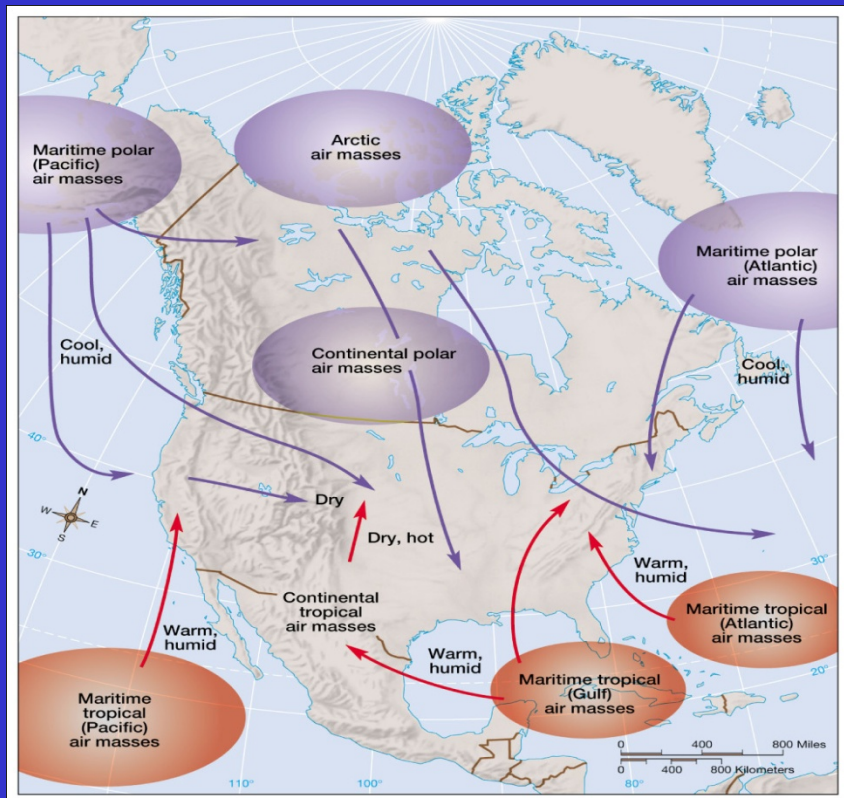 Maritime polar
(Pacific)
air masses
Arctic
air masses
Maritime polar
(Atlantic)
air masses
Cool,
humid
Continental polar
air masses
Cool,
humid
40°
N
W
E
S
Dry
Dry, hot
30°
30°
Continental
tropical
air masses
Warm,
humid
Maritime tropical
(Atlantic)
air masses
Warm,
humid
Warm,
humid
20°
Maritime
tropical
(Pacific)
air masses
Maritime tropical
(Gulf)
air masses
0 400 800 Miles
0 400 800 Kilometers
110°
100°
80°